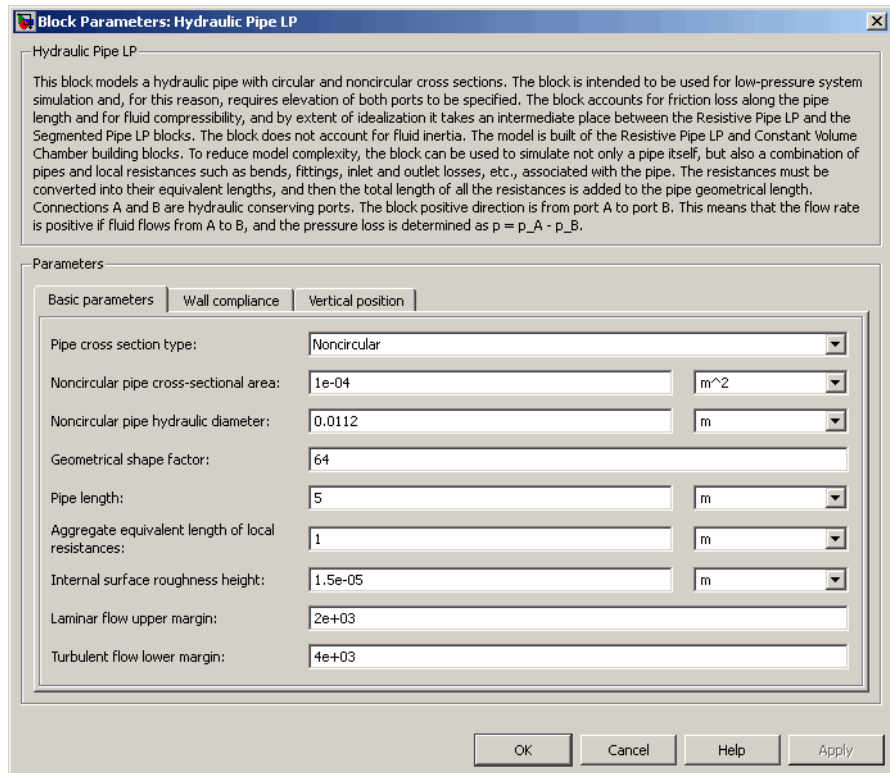 Block Parameters: Hydraulic Pipe LP
Hydraulic Pipe LP
This block models a hydraulic pipe with circular and noncircular cross sections. The block is intended to be used for low-pressure system
simulation and, for this reason, requires elevation of both ports to be specified. The block accounts for friction loss along the pipe
length and for fluid compressibility, and by extent of idealization it takes an intermediate place between the Resistive Pipe LP and the
Segmented Pipe LP blocks. The block does not account for fluid inertia. The model is built of the Resistive Pipe LP and Constant Volume
Chamber building blocks. To reduce model complexity, the block can be used to simulate not only a pipe itself, but also a combination of
pipes and local resistances such as bends, fittings, inlet and outlet losses, etc., associated with the pipe. The resistances must be
converted into their equivalent lengths, and then the total length of all the resistances is added to the pipe geometrical length.
Connections A and B are hydraulic conserving ports. The block positive direction is from port A to port B. This means that the flow rate
is positive if fluid flows from A to B, and the pressure loss is determined as p = p_A - p_B.
Parameters
Basic parameters Wall compliance Vertical position
Pipe cross section type: Noncircular
Noncircular pipe cross-sectional area: 1e-04 m^2
Noncircular pipe hydraulic diameter: 0.0112 m
Geometrical shape factor: 64
Pipe length: 5 m
Aggregate equivalent length of local
resistances: 1 m
Internal surface roughness height: 1.5e-05 m
Laminar flow upper margin: 2e+03
Turbulent flow lower margin: 4e+03
OK Cancel Help Apply